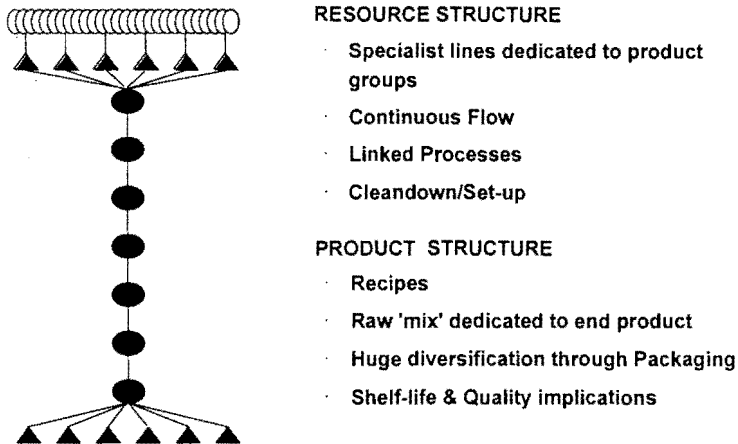 RESOURCE STRUCTURE
· Specialist lines dedicated to product
groups
· Continuous Flow
· Linked Processes
· Cleandown/Set-up
PRODUCT STRUCTURE
· Recipes
· Raw 'mix' dedicated to end product
· Huge diversification through Packaging
· Shelf-life & Quality implications